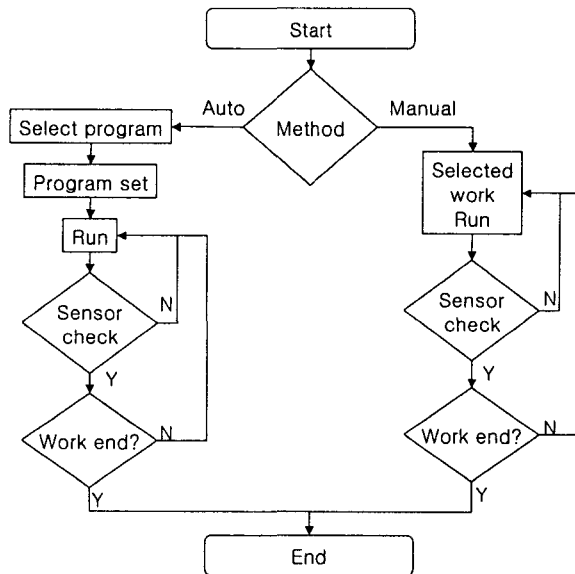 Start
Method
Auto
Manual
Select program
Program set
Run
N
Sensor
check
Y
Work end?
N
Y
Selected
work
Run
Sensor
check
N
Y
Work end?
N
Y
End